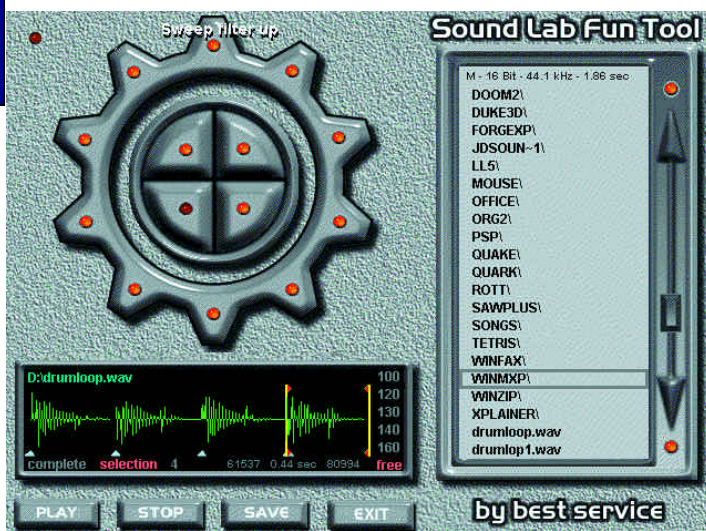 Sweep filter up
Sound Lab Fun Tool
M - 16 Bit - 44.1 kHz - 1.86 sec
DOOM2\
DUKE3D\
FORGEXP\
JDSOUN~1\
LL5\
MOUSE\
OFFICE\
ORG2\
PSP\
QUAKE\
QUARK\
ROTT\
SAWPLUS\
SONGS\
TETRIS\
WINFAX\
WINMXP\
WINZIP\
XPLAINER\
drumloop.wav
drumlop1.wav
D:\drumloop.wav
100
120
130
140
160
complete selection 4 61537 0.44 sec 80994 free
PLAY STOP SAVE EXIT
by best service